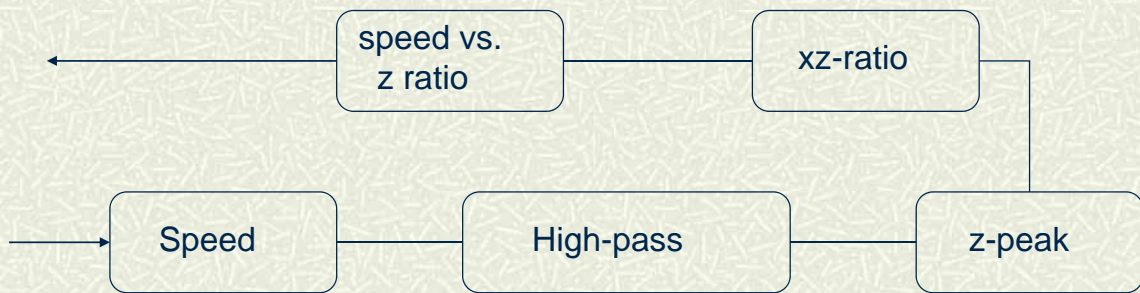 speed vs.
z ratio
xz-ratio
Speed
High-pass
z-peak